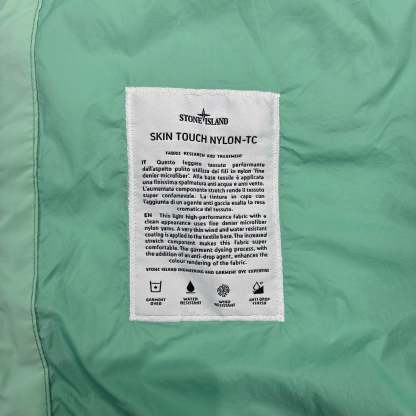 STONE ISLAND
SKIN TOUCH NYLON-TC
FABRIC RESEARCH AND TREATMENT
IT Questo leggero tessuto performante
dall'aspetto pulito utilizza dei fili in nylon 'fine
denier microfiber'. Alla base tessile è applicata
una finissima spalmatura anti acqua e anti vento.
L'aumentata componente stretch rende il tessuto
super confortevole. La tintura in capo con
l'aggiunta di un agente anti goccia esalta la resa
cromatica del tessuto.
EN This light high-performance fabric with a
clean appearance uses fine denier microfiber
nylon yarns. A very thin wind and water resistant
coating is applied to the textile base. The increased
stretch component makes this fabric super
comfortable. The garment dyeing process, with
the addition of an anti-drop agent, enhances the
colour rendering of the fabric.
STONE ISLAND ENGINEERING AND GARMENT DYE EXPERTISE
GARMENT DYED
WATER RESISTANT
WIND RESISTANT
ANTI-DROP FINISH